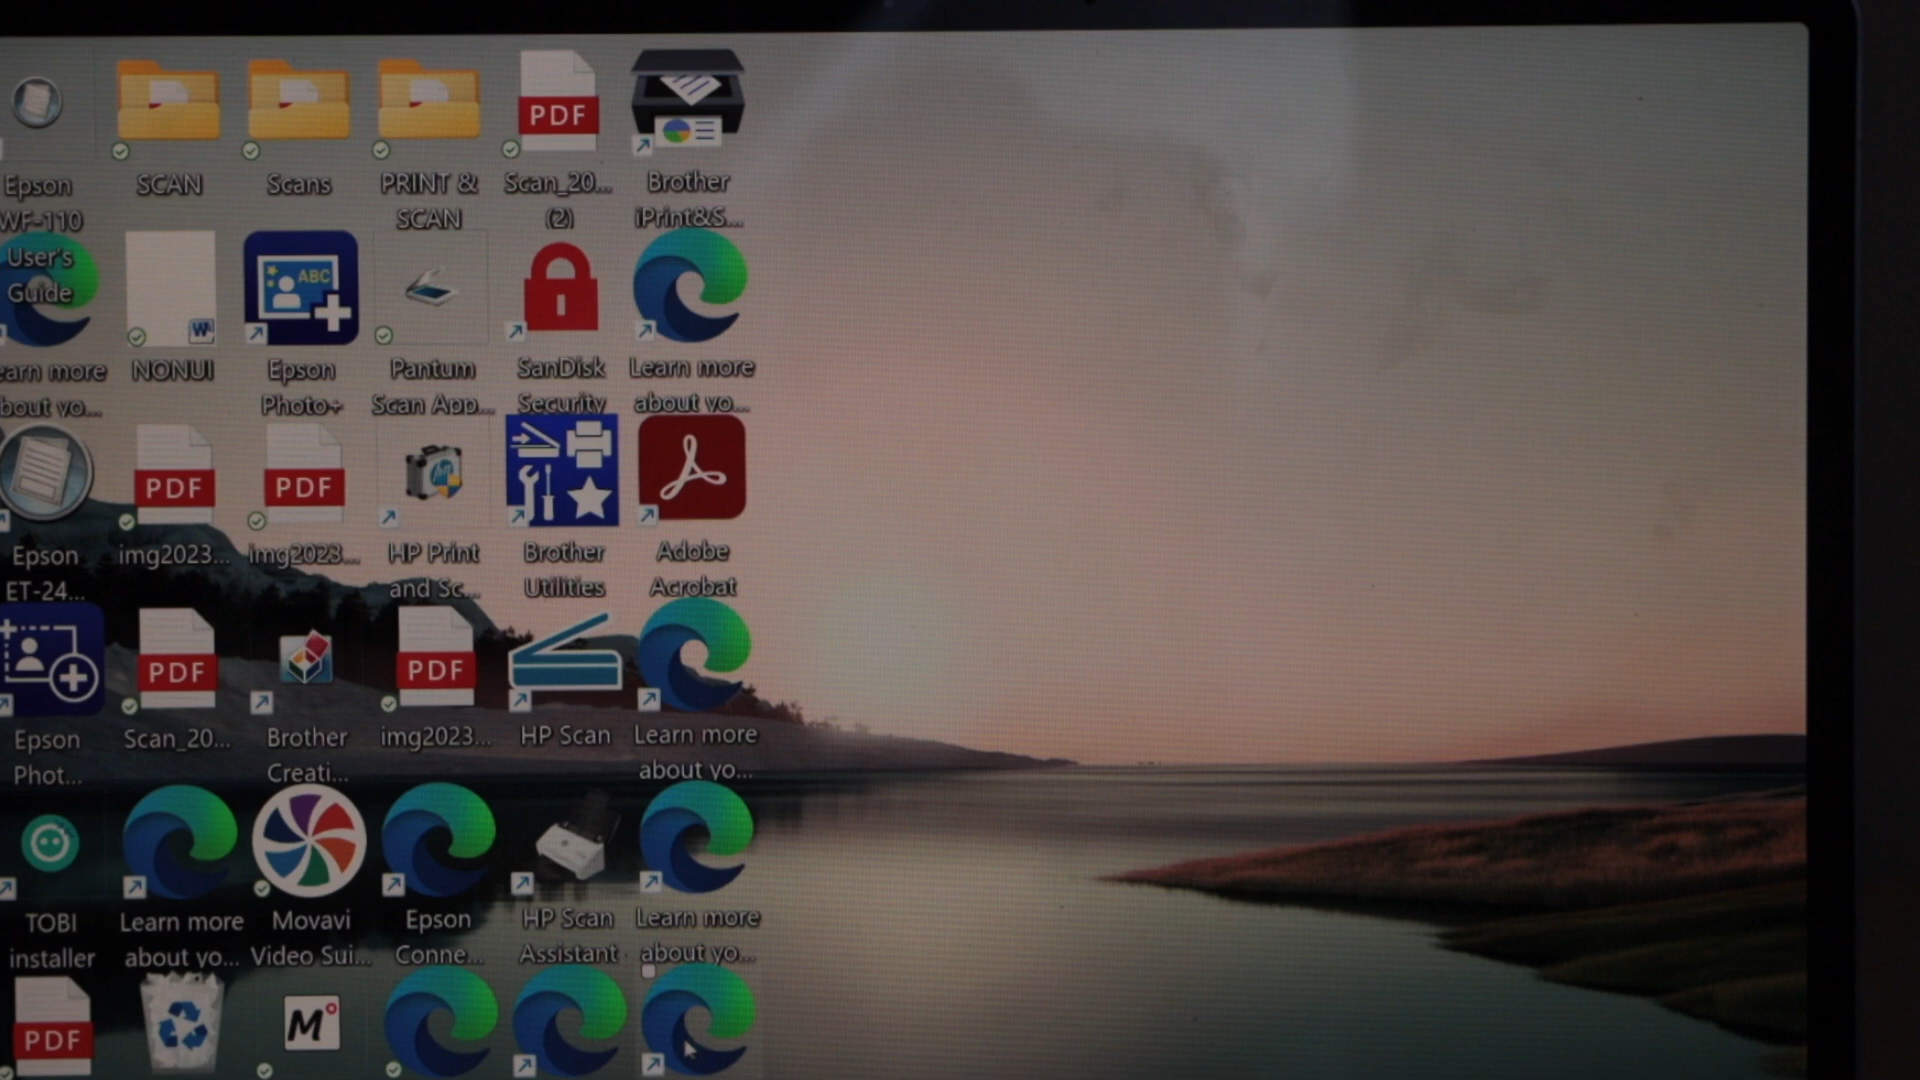 Epson
WF-110
User's
Guide
SCAN
Scans
PRINT &
SCAN
PDF
Scan_20...
(2)
Brother
iPrint&S...
earn more
bout yo...
W
NONUI
ABC
Epson
Photo+
Pantum
Scan App...
SanDisk
Security
Learn more
about yo...
Epson
ET-24...
PDF
img2023...
PDF
img2023...
HP Print
and Sc...
Brother
Utilities
Adobe
Acrobat
Epson
Phot...
PDF
Scan_20...
Brother
Creati...
PDF
img2023...
HP Scan
Learn more
about yo...
TOBI
installer
Learn more
about yo...
Movavi
Video Sui...
Epson
Conne...
HP Scan
Assistant
Learn more
about yo...
PDF
M